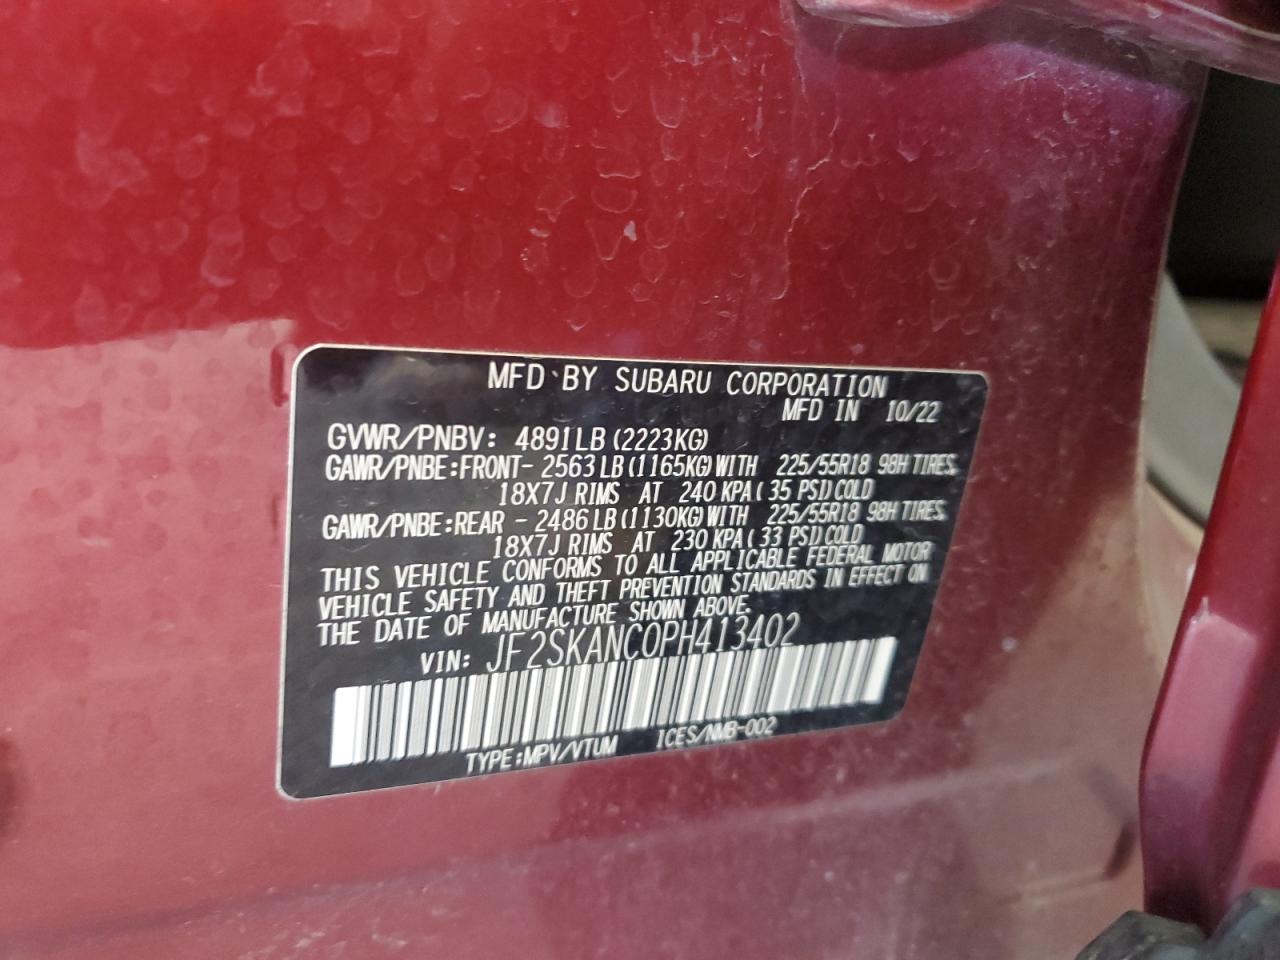 MFD BY SUBARU CORPORATION
MFD IN 10/22
GVWR/PNBV: 4891LB (2223KG)
GAWR/PNBE:FRONT- 2563LB (1165KG) WITH 225/55R18 98H TIRES
18X7J RIMS AT 240 KPA( 35 PSI) COLD
GAWR/PNBE:REAR - 2486LB (1130KG) WITH 225/55R18 98H TIRES
18X7J RIMS AT 230 KPA( 33 PSI) COLD
THIS VEHICLE CONFORMS TO ALL APPLICABLE FEDERAL MOTOR
VEHICLE SAFETY AND THEFT PREVENTION STANDARDS IN EFFECT ON
THE DATE OF MANUFACTURE SHOWN ABOVE.
VIN: JF2SKANC0PH413402
TYPE:MPV/VTUM ICES/NMB-002